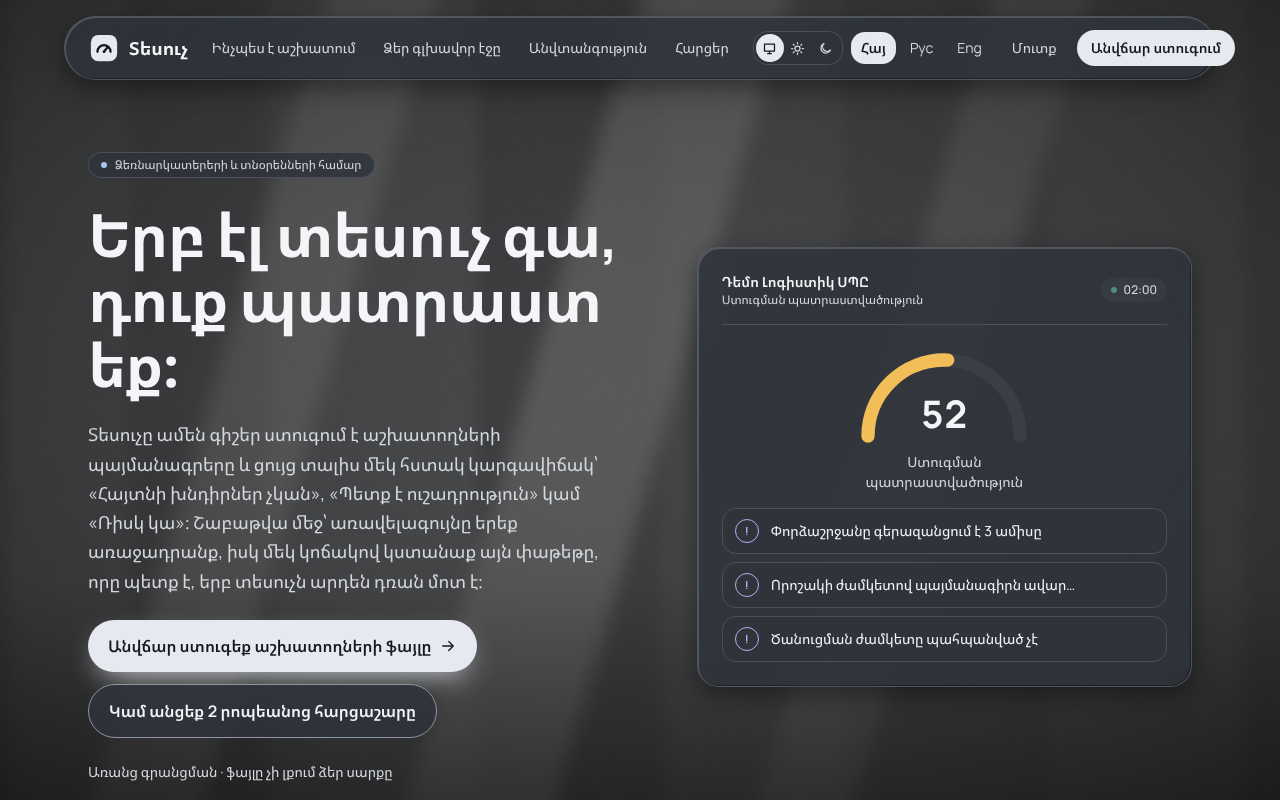 Տեսուչ
Ինչպես է աշխատում
Ձեր գլխավոր էջը
Անվտանգություն
Հարցեր
Հայ
Рус
Eng
Մուտք
Անվճար ստուգում
Ձեռնարկատերերի և տնօրենների համար
Երբ էլ տեսուչ գա,
դուք պատրաստ
եք:
Տեսուչը ամեն գիշեր ստուգում է աշխատողների
պայմանագրերը և ցույց տալիս մեկ հստակ կարգավիճակ՝
«Հայտնի խնդիրներ չկան», «Պետք է ուշադրություն» կամ
«Ռիսկ կա»: Շաբաթվա մեջ՝ առավելագույնը երեք
առաջադրանք, իսկ մեկ կոճակով կստանաք այն փաթեթը,
որը պետք է, երբ տեսուչն արդեն դռան մոտ է:
Անվճար ստուգեք աշխատողների ֆայլը →
Կամ անցեք 2 րոպեանոց հարցաշարը
Առանց գրանցման · ֆայլը չի լքում ձեր սարքը
Դեմո Լոգիստիկ ՍՊԸ
Ստուգման պատրաստվածություն
02:00
52
Ստուգման
պատրաստվածություն
! Փորձաշրջանը գերազանցում է 3 ամիսը
! Որոշակի ժամկետով պայմանագիրն ավար…
! Ծանուցման ժամկետը պահպանված չէ